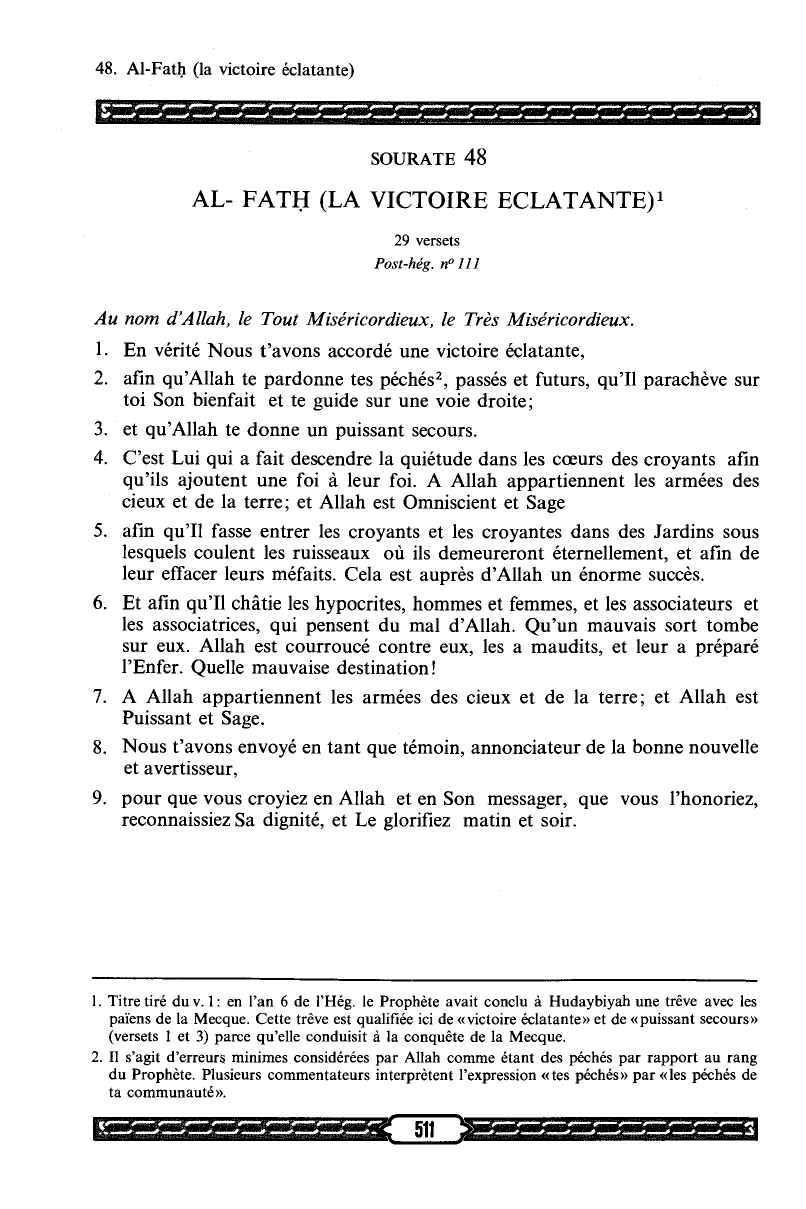 48. Al-Fatḥ (la victoire éclatante)
SOURATE 48
AL- FATḤ (LA VICTOIRE ECLATANTE)¹
29 versets
Post-hég. nº 111
Au nom d'Allah, le Tout Miséricordieux, le Très Miséricordieux.
1. En vérité Nous t'avons accordé une victoire éclatante,
2. afin qu'Allah te pardonne tes péchés², passés et futurs, qu'Il parachève sur
toi Son bienfait et te guide sur une voie droite;
3. et qu'Allah te donne un puissant secours.
4. C'est Lui qui a fait descendre la quiétude dans les cœurs des croyants afin
qu'ils ajoutent une foi à leur foi. A Allah appartiennent les armées des
cieux et de la terre; et Allah est Omniscient et Sage
5. afin qu'Il fasse entrer les croyants et les croyantes dans des Jardins sous
lesquels coulent les ruisseaux où ils demeureront éternellement, et afin de
leur effacer leurs méfaits. Cela est auprès d'Allah un énorme succès.
6. Et afin qu'Il châtie les hypocrites, hommes et femmes, et les associateurs et
les associatrices, qui pensent du mal d'Allah. Qu'un mauvais sort tombe
sur eux. Allah est courroucé contre eux, les a maudits, et leur a préparé
l'Enfer. Quelle mauvaise destination!
7. A Allah appartiennent les armées des cieux et de la terre; et Allah est
Puissant et Sage.
8. Nous t'avons envoyé en tant que témoin, annonciateur de la bonne nouvelle
et avertisseur,
9. pour que vous croyiez en Allah et en Son messager, que vous l'honoriez,
reconnaissiez Sa dignité, et Le glorifiez matin et soir.
1. Titre tiré du v. 1: en l'an 6 de l'Hég. le Prophète avait conclu à Hudaybiyah une trêve avec les
païens de la Mecque. Cette trêve est qualifiée ici de «victoire éclatante» et de «puissant secours»
(versets 1 et 3) parce qu'elle conduisit à la conquête de la Mecque.
2. Il s'agit d'erreurs minimes considérées par Allah comme étant des péchés par rapport au rang
du Prophète. Plusieurs commentateurs interprètent l'expression «tes péchés» par «les péchés de
ta communauté».
511